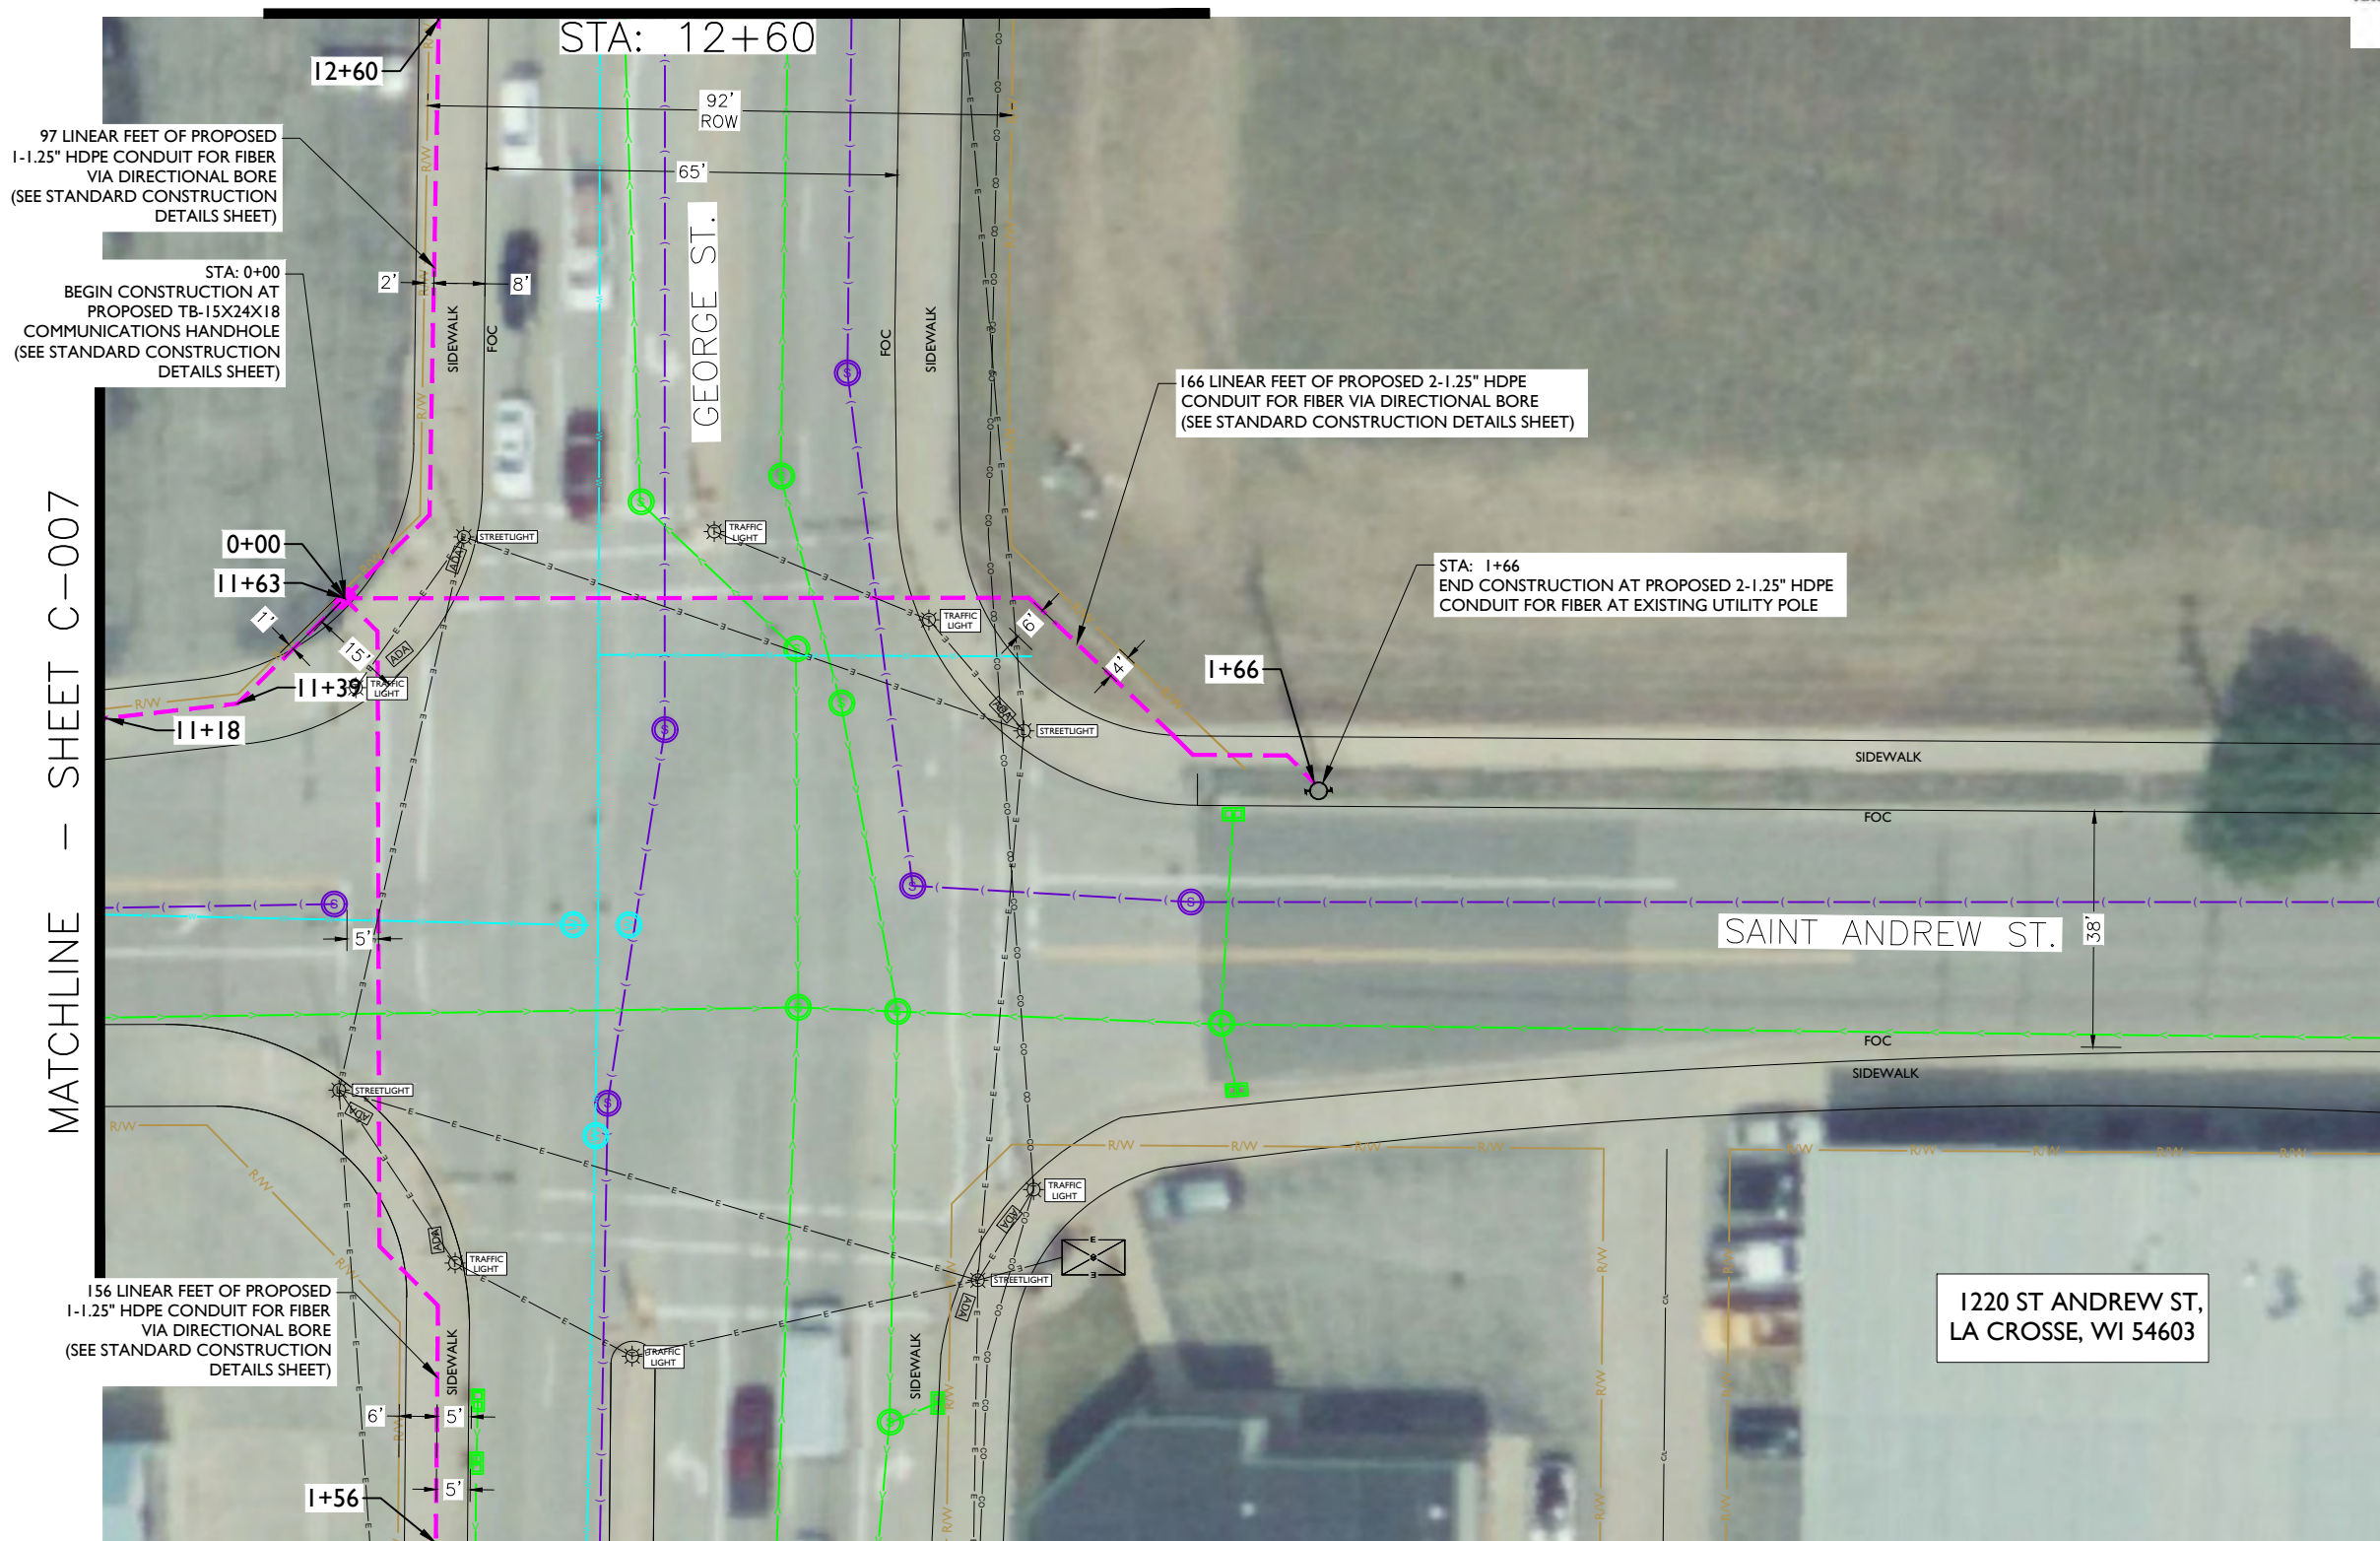 STA: 12+60
12+60
92'
ROW
97 LINEAR FEET OF PROPOSED
1-1.25" HDPE CONDUIT FOR FIBER
VIA DIRECTIONAL BORE
(SEE STANDARD CONSTRUCTION
DETAILS SHEET)
65'
GEORGE ST.
STA: 0+00
BEGIN CONSTRUCTION AT
PROPOSED TB-15X24X18
COMMUNICATIONS HANDHOLE
(SEE STANDARD CONSTRUCTION
DETAILS SHEET)
2'
8'
SIDEWALK
FOC
FOC
SIDEWALK
R/W
R/W
R/W
R/W
166 LINEAR FEET OF PROPOSED 2-1.25" HDPE
CONDUIT FOR FIBER VIA DIRECTIONAL BORE
(SEE STANDARD CONSTRUCTION DETAILS SHEET)
MATCHLINE - SHEET C-007
0+00
11+63
STREETLIGHT
TRAFFIC
LIGHT
ADA
R/W
STA: 1+66
END CONSTRUCTION AT PROPOSED 2-1.25" HDPE
CONDUIT FOR FIBER AT EXISTING UTILITY POLE
1'
15'
ADA
TRAFFIC
LIGHT
6'
4'
1+66
11+39
TRAFFIC
LIGHT
R/W
11+18
ADA
STREETLIGHT
SIDEWALK
FOC
5'
SAINT ANDREW ST.
38'
FOC
SIDEWALK
STREETLIGHT
ADA
R/W
R/W
R/W
R/W
R/W
R/W
R/W
R/W
R/W
R/W
R/W
R/W
TRAFFIC
LIGHT
ADA
ADA
TRAFFIC
LIGHT
STREETLIGHT
ADA
R/W
156 LINEAR FEET OF PROPOSED
1-1.25" HDPE CONDUIT FOR FIBER
VIA DIRECTIONAL BORE
(SEE STANDARD CONSTRUCTION
DETAILS SHEET)
SIDEWALK
TRAFFIC
LIGHT
SIDEWALK
1220 ST ANDREW ST,
LA CROSSE, WI 54603
6'
5'
5'
1+56
R/W
R/W
R/W
R/W
C/L
C/L